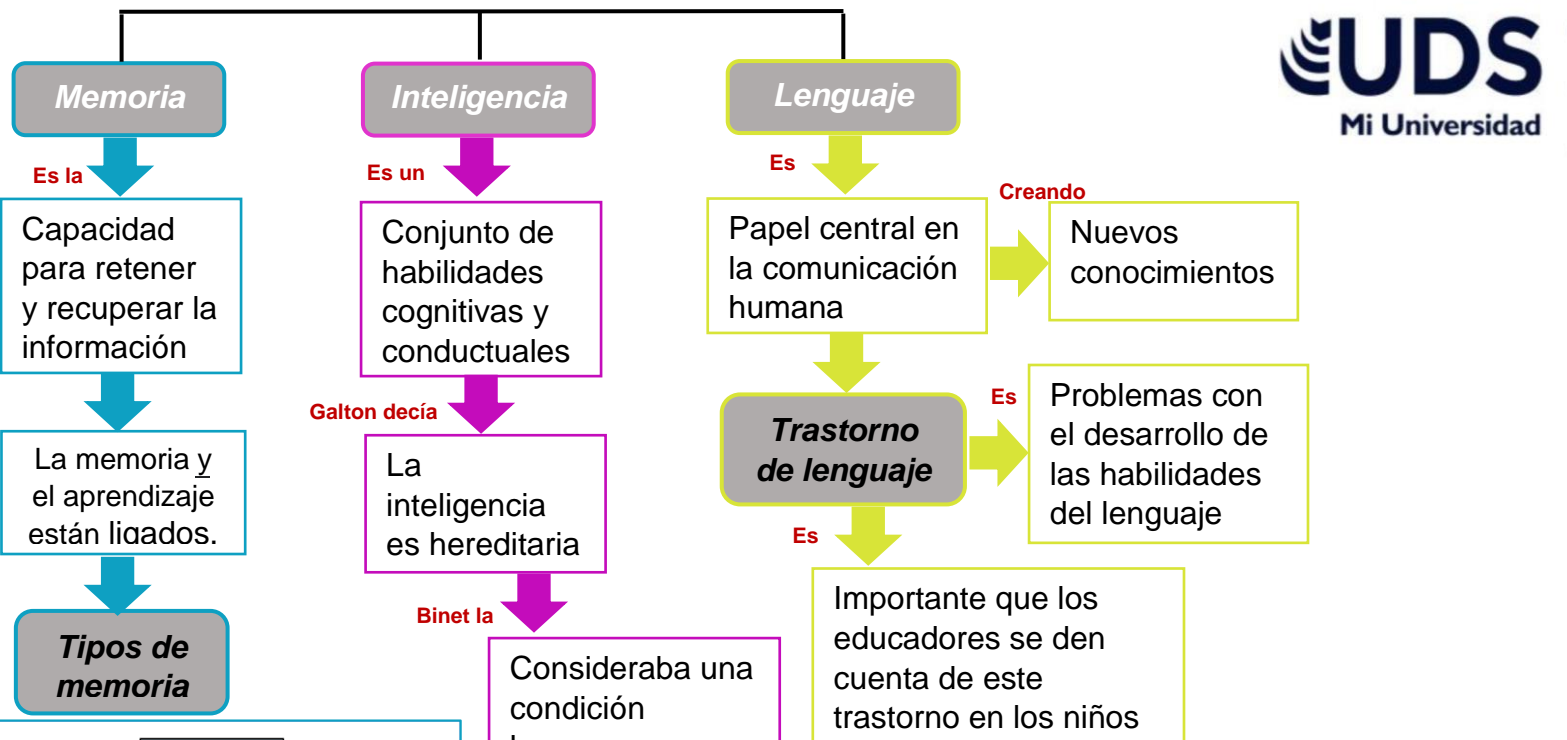 UDS
Mi Universidad
Memoria
Es la
Capacidad
para retener
y recuperar la
información
La memoria y
el aprendizaje
están ligados.
Tipos de
memoria
Inteligencia
Es un
Conjunto de
habilidades
cognitivas y
conductuales
Galton decía
La
inteligencia
es hereditaria
Binet la
Consideraba una
condición
Lenguaje
Es
Papel central en
la comunicación
humana
Creando
Nuevos
conocimientos
Trastorno
de lenguaje
Es
Problemas con
el desarrollo de
las habilidades
del lenguaje
Es
Importante que los
educadores se den
cuenta de este
trastorno en los niños